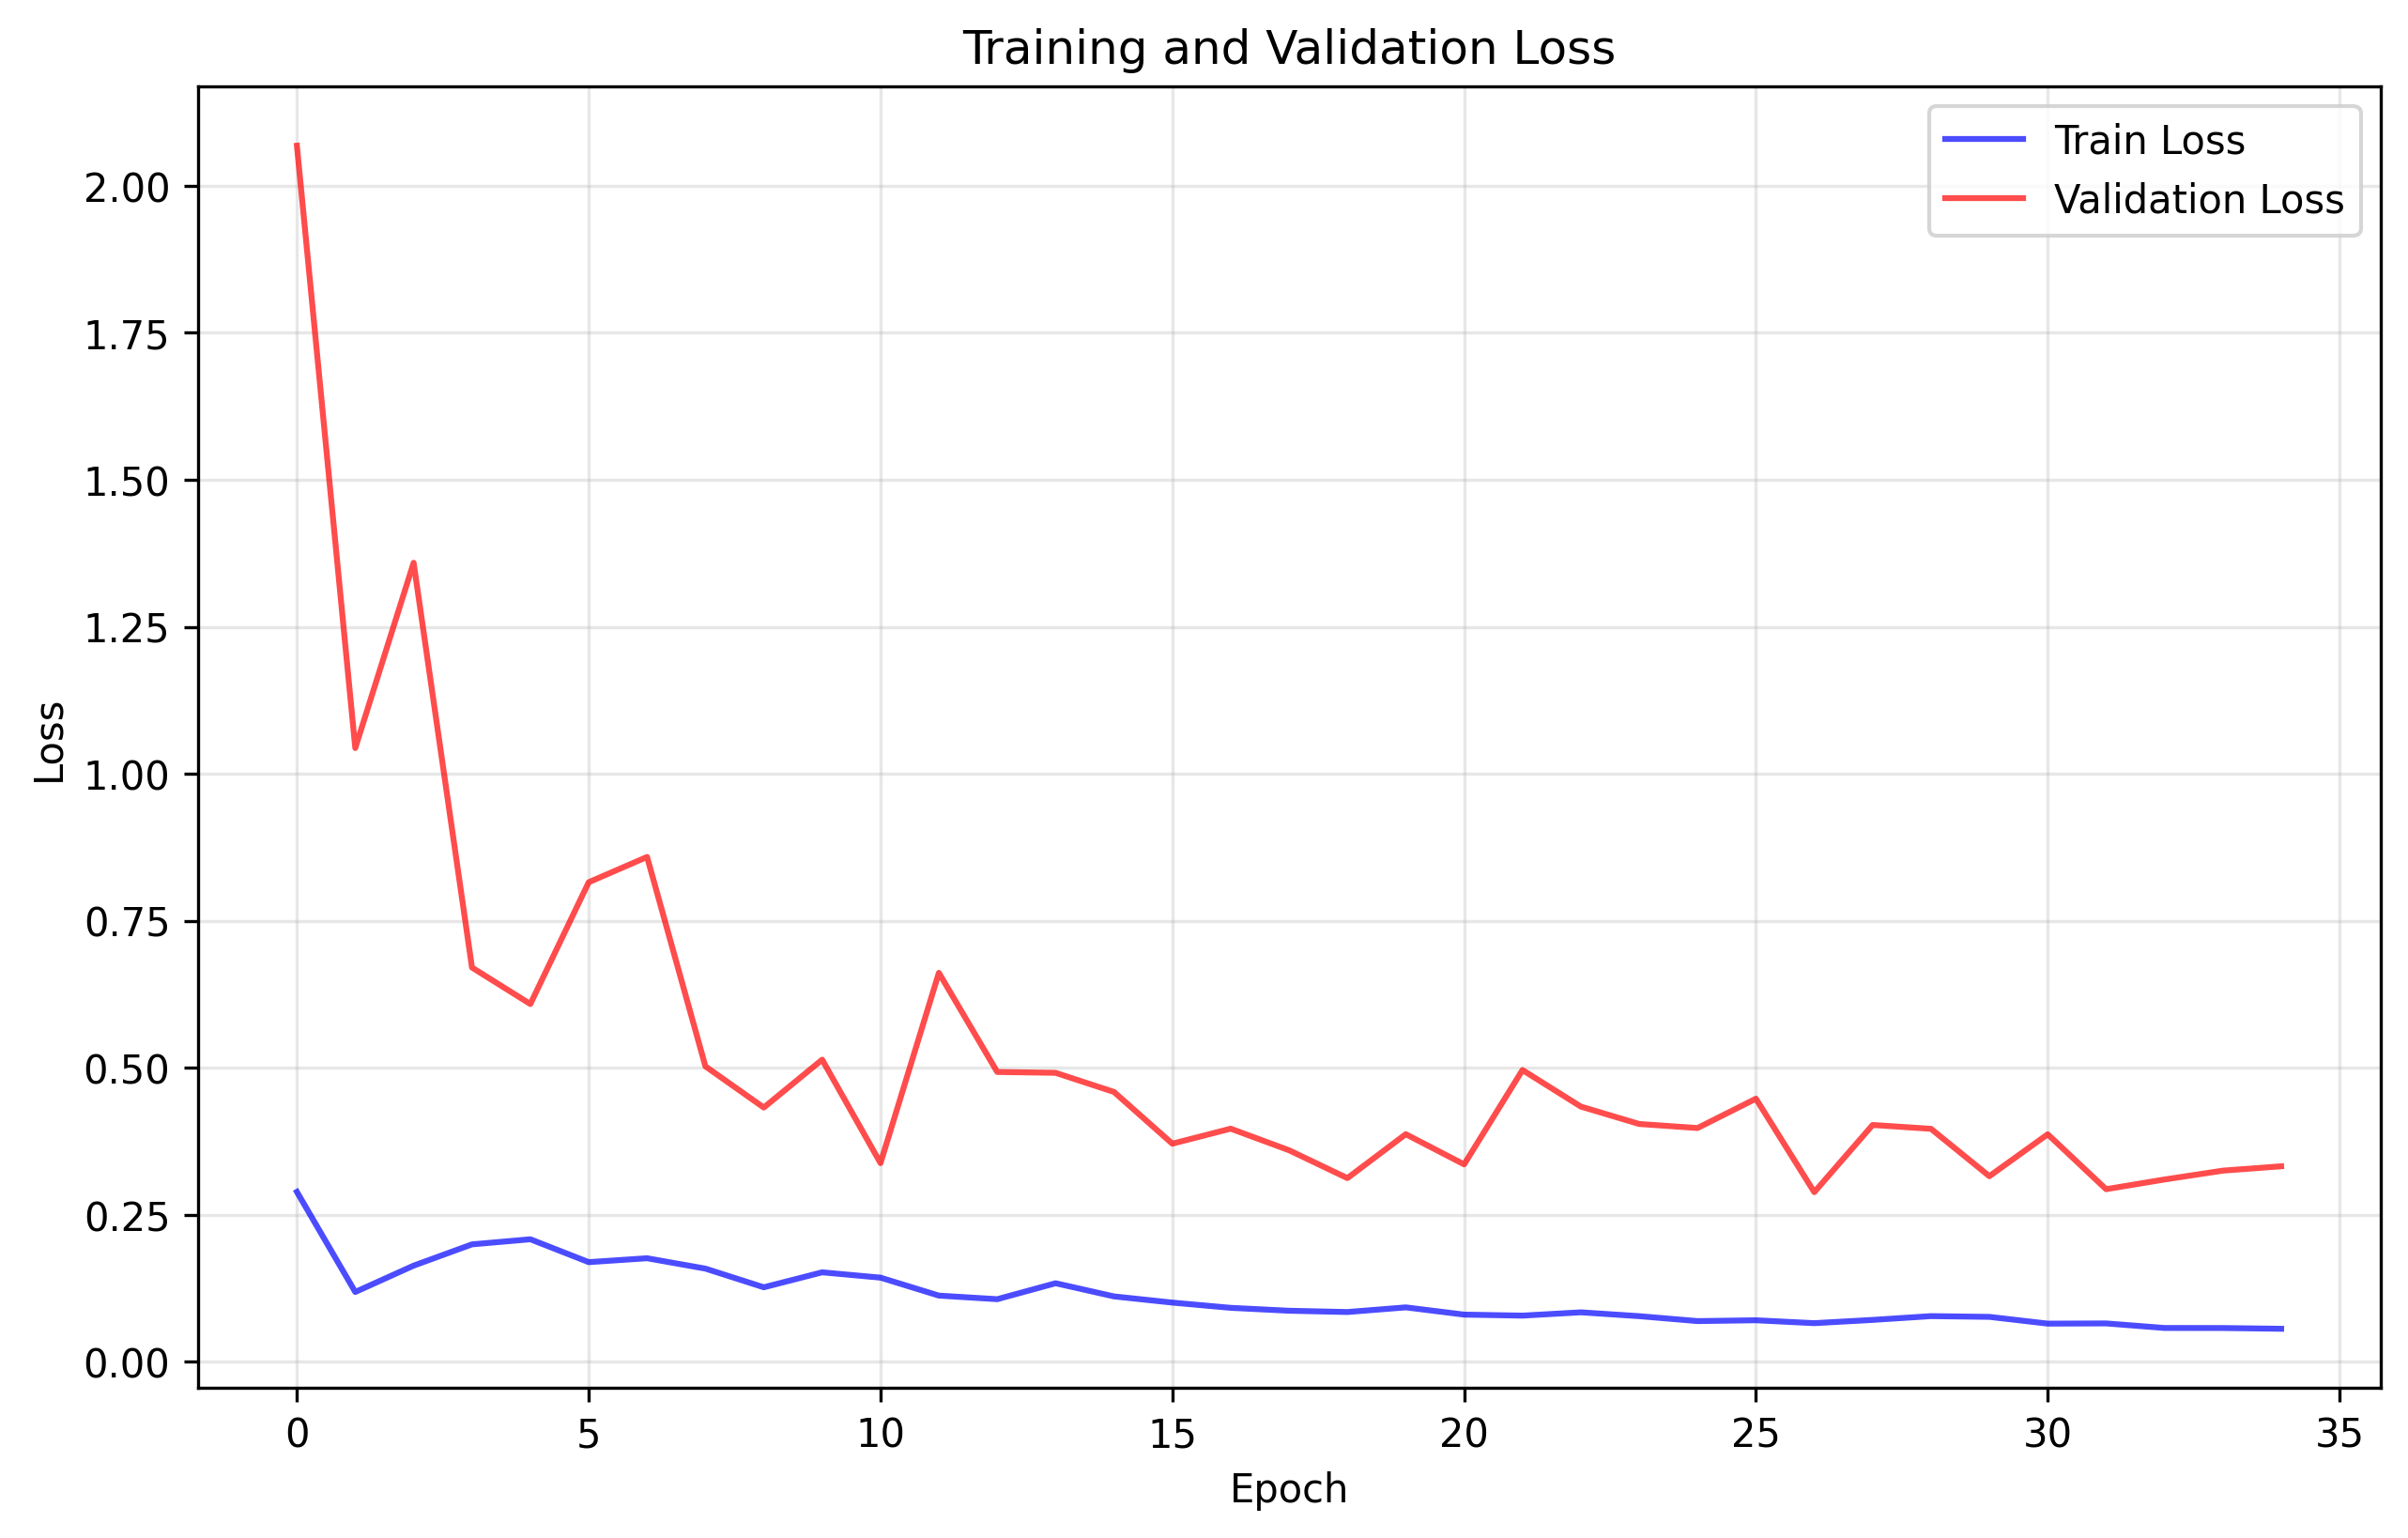 Training and Validation Loss
Train Loss
Validation Loss
2.00
1.75
1.50
1.25
1.00
0.75
0.50
0.25
0.00
Loss
0 5 10 15 20 25 30 35
Epoch